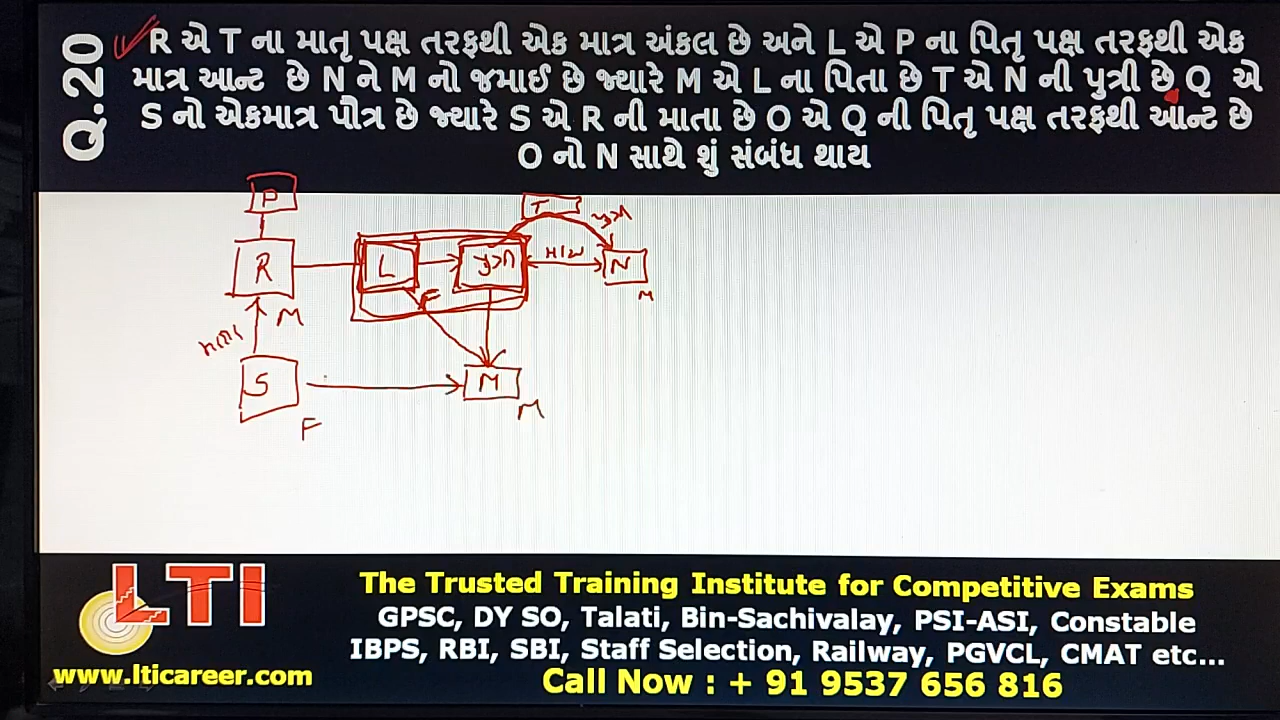 Q.20
R એ T ના માતૃ પક્ષ તરફથી એક માત્ર અંકલ છે અને L એ P ના પિતૃ પક્ષ તરફથી એક
માત્ર આન્ટ છે N ને M નો જમાઈ છે જ્યારે M એ L ના પિતા છે T એ N ની પુત્રી છે Q એ
S નો એકમાત્ર પૌત્ર છે જ્યારે S એ R ની માતા છે O એ Q ની પિતૃ પક્ષ તરફથી ઑન્ટ છે
O નો N સાથે શું સંબંધ થાય
P
T
R
L
પુત્રી
N
પુત્રી
M
F
M
માતા
S
M
F
M
LTI
The Trusted Training Institute for Competitive Exams
GPSC, DY SO, Talati, Bin-Sachivalay, PSI-ASI, Constable
IBPS, RBI, SBI, Staff Selection, Railway, PGVCL, CMAT etc...
www.lticareer.com
Call Now : + 91 9537 656 816